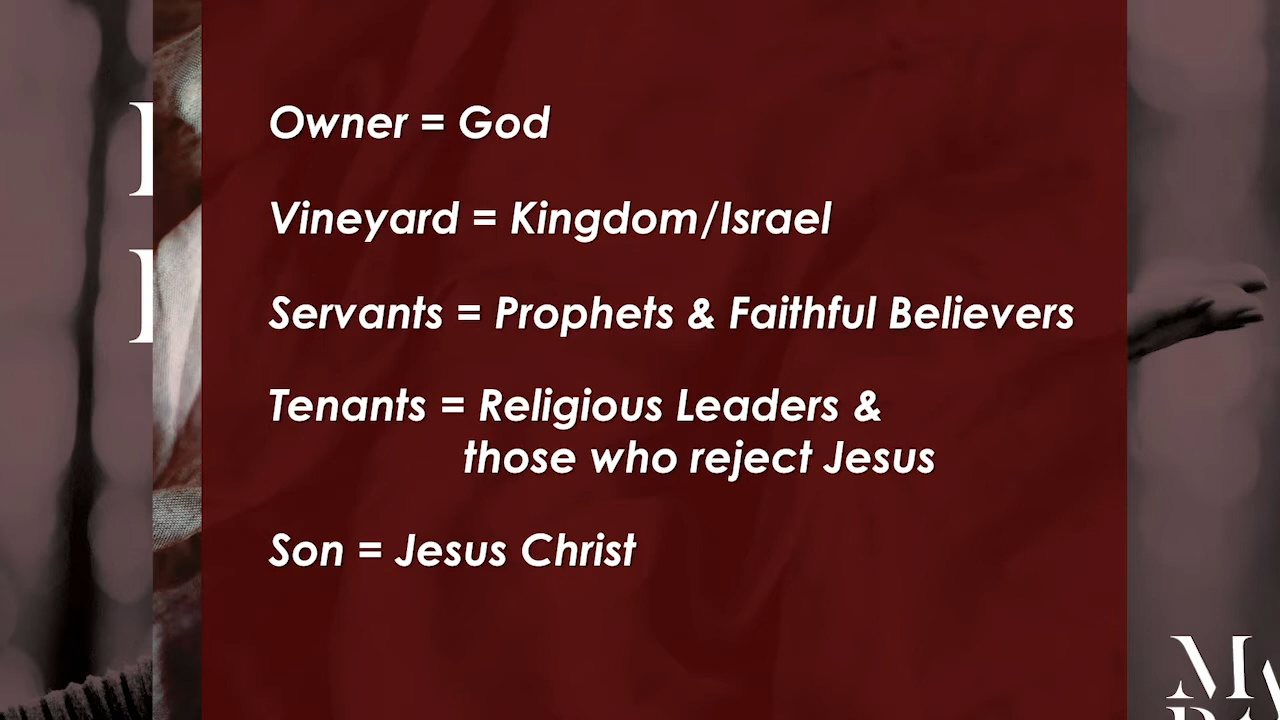 Owner = God
Vineyard = Kingdom/Israel
Servants = Prophets & Faithful Believers
Tenants = Religious Leaders &
those who reject Jesus
Son = Jesus Christ